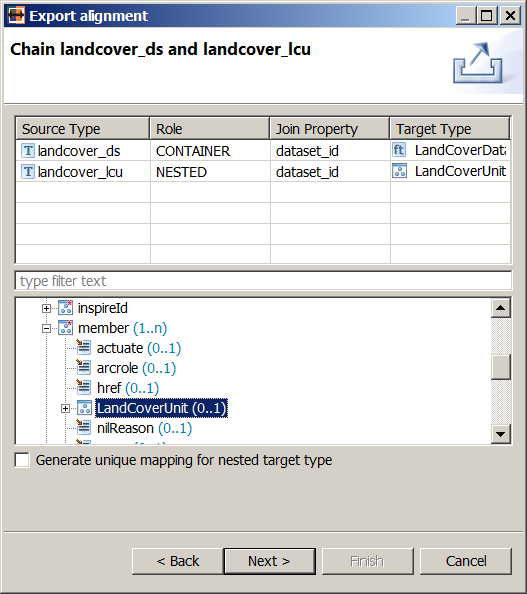 Export alignment
Chain landcover_ds and landcover_lcu
Source Type Role Join Property Target Type
T landcover_ds CONTAINER dataset_id ft LandCoverData
T landcover_lcu NESTED dataset_id LandCoverUnit
type filter text
inspireId
member (1..n)
actuate (0..1)
arcrole (0..1)
href (0..1)
LandCoverUnit (0..1)
nilReason (0..1)
Generate unique mapping for nested target type
< Back Next > Finish Cancel